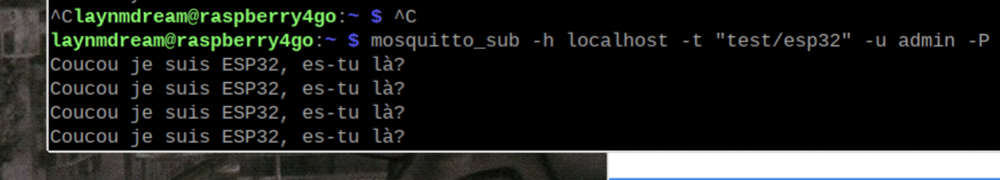 ^Claynmdream@raspberry4go:~ $ ^C
laynmdream@raspberry4go:~ $ mosquitto_sub -h localhost -t "test/esp32" -u admin -P
Coucou je suis ESP32, es-tu là?
Coucou je suis ESP32, es-tu là?
Coucou je suis ESP32, es-tu là?
Coucou je suis ESP32, es-tu là?